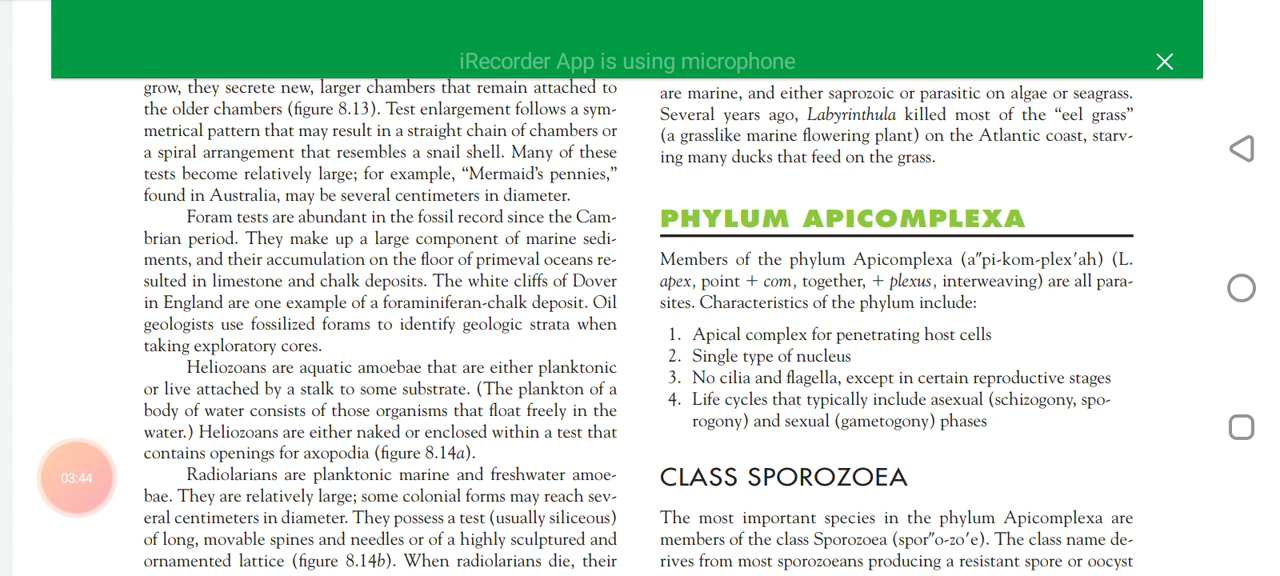 iRecorder App is using microphone
grow, they secrete new, larger chambers that remain attached to
the older chambers (figure 8.13). Test enlargement follows a sym-
metrical pattern that may result in a straight chain of chambers or
a spiral arrangement that resembles a snail shell. Many of these
tests become relatively large; for example, “Mermaid’s pennies,”
found in Australia, may be several centimeters in diameter.
Foram tests are abundant in the fossil record since the Cam-
brian period. They make up a large component of marine sedi-
ments, and their accumulation on the floor of primeval oceans re-
sulted in limestone and chalk deposits. The white cliffs of Dover
in England are one example of a foraminiferan-chalk deposit. Oil
geologists use fossilized forams to identify geologic strata when
taking exploratory cores.
Heliozoans are aquatic amoebae that are either planktonic
or live attached by a stalk to some substrate. (The plankton of a
body of water consists of those organisms that float freely in the
water.) Heliozoans are either naked or enclosed within a test that
contains openings for axopodia (figure 8.14a).
Radiolarians are planktonic marine and freshwater amoe-
bae. They are relatively large; some colonial forms may reach sev-
eral centimeters in diameter. They possess a test (usually siliceous)
of long, movable spines and needles or of a highly sculptured and
ornamented lattice (figure 8.14b). When radiolarians die, their
03:44
are marine, and either saprozoic or parasitic on algae or seagrass.
Several years ago, Labyrinthula killed most of the “eel grass”
(a grasslike marine flowering plant) on the Atlantic coast, starv-
ing many ducks that feed on the grass.
PHYLUM APICOMPLEXA
Members of the phylum Apicomplexa (a″pi-kom-plex′ah) (L.
apex, point + com, together, + plexus, interweaving) are all para-
sites. Characteristics of the phylum include:
1. Apical complex for penetrating host cells
2. Single type of nucleus
3. No cilia and flagella, except in certain reproductive stages
4. Life cycles that typically include asexual (schizogony, spo-
rogony) and sexual (gametogony) phases
CLASS SPOROZOEA
The most important species in the phylum Apicomplexa are
members of the class Sporozoea (spor″o-zo′e). The class name de-
rives from most sporozoeans producing a resistant spore or oocyst